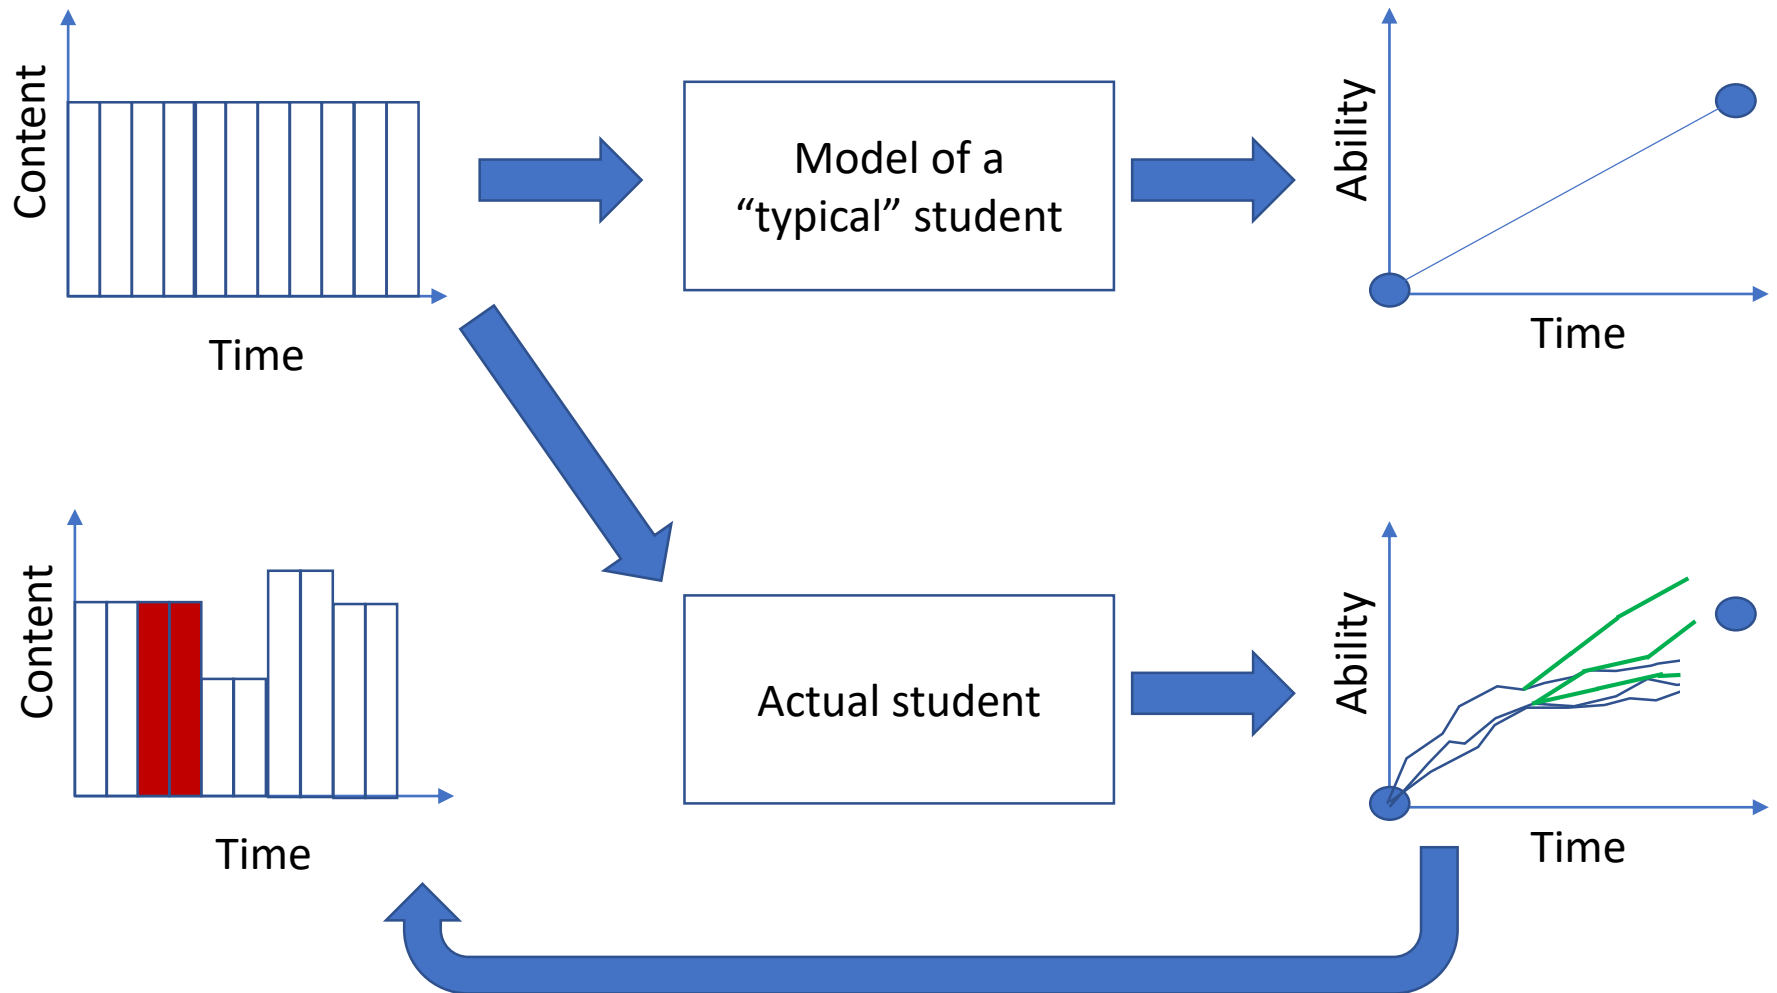 Content
Time
Model of a
“typical” student
Ability
Time
Content
Time
Actual student
Ability
Time